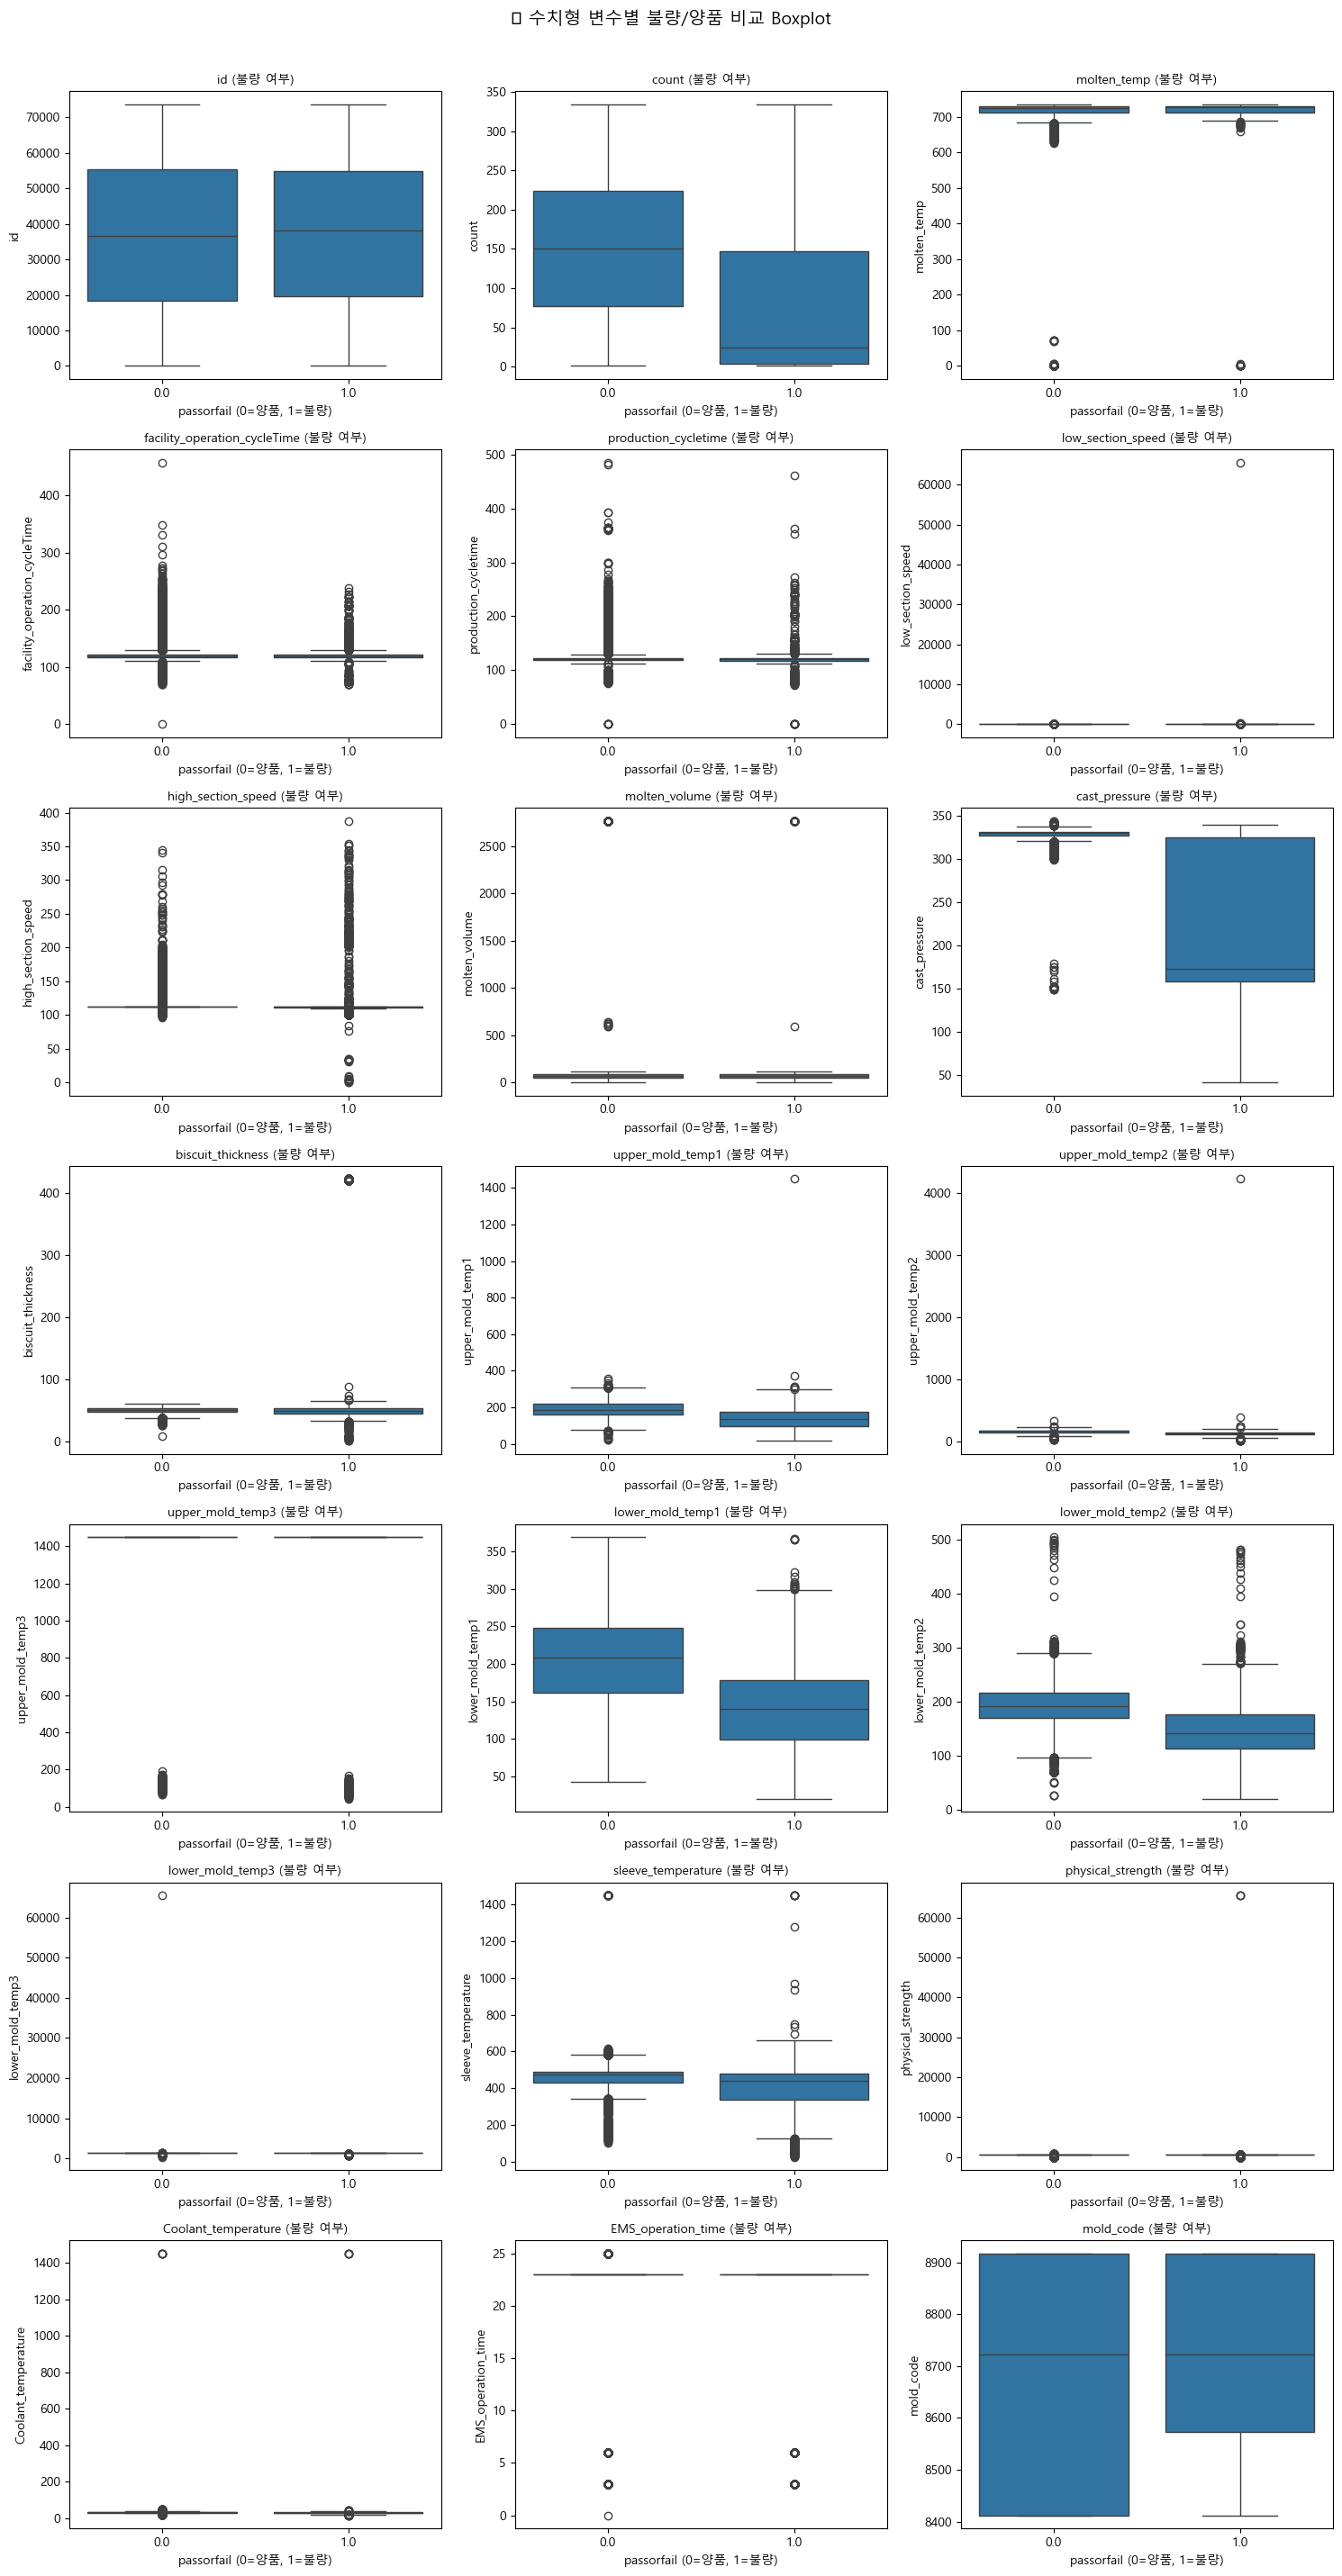 수치형 변수별 불량/양품 비교 Boxplot
id (불량 여부)
id
70000
60000
50000
40000
30000
20000
10000
0
0.0
1.0
passorfail (0=양품, 1=불량)
count (불량 여부)
count
350
300
250
200
150
100
50
0
0.0
1.0
passorfail (0=양품, 1=불량)
molten_temp (불량 여부)
molten_temp
700
600
500
400
300
200
100
0
0.0
1.0
passorfail (0=양품, 1=불량)
facility_operation_cycleTime (불량 여부)
facility_operation_cycleTime
400
300
200
100
0
0.0
1.0
passorfail (0=양품, 1=불량)
production_cycletime (불량 여부)
production_cycletime
500
400
300
200
100
0
0.0
1.0
passorfail (0=양품, 1=불량)
low_section_speed (불량 여부)
low_section_speed
60000
50000
40000
30000
20000
10000
0
0.0
1.0
passorfail (0=양품, 1=불량)
high_section_speed (불량 여부)
high_section_speed
400
350
300
250
200
150
100
50
0
0.0
1.0
passorfail (0=양품, 1=불량)
molten_volume (불량 여부)
molten_volume
2500
2000
1500
1000
500
0
0.0
1.0
passorfail (0=양품, 1=불량)
cast_pressure (불량 여부)
cast_pressure
350
300
250
200
150
100
50
0.0
1.0
passorfail (0=양품, 1=불량)
biscuit_thickness (불량 여부)
biscuit_thickness
400
300
200
100
0
0.0
1.0
passorfail (0=양품, 1=불량)
upper_mold_temp1 (불량 여부)
upper_mold_temp1
1400
1200
1000
800
600
400
200
0
0.0
1.0
passorfail (0=양품, 1=불량)
upper_mold_temp2 (불량 여부)
upper_mold_temp2
4000
3000
2000
1000
0
0.0
1.0
passorfail (0=양품, 1=불량)
upper_mold_temp3 (불량 여부)
upper_mold_temp3
1400
1200
1000
800
600
400
200
0
0.0
1.0
passorfail (0=양품, 1=불량)
lower_mold_temp1 (불량 여부)
lower_mold_temp1
350
300
250
200
150
100
50
0.0
1.0
passorfail (0=양품, 1=불량)
lower_mold_temp2 (불량 여부)
lower_mold_temp2
500
400
300
200
100
0
0.0
1.0
passorfail (0=양품, 1=불량)
lower_mold_temp3 (불량 여부)
lower_mold_temp3
60000
50000
40000
30000
20000
10000
0
0.0
1.0
passorfail (0=양품, 1=불량)
sleeve_temperature (불량 여부)
sleeve_temperature
1400
1200
1000
800
600
400
200
0
0.0
1.0
passorfail (0=양품, 1=불량)
physical_strength (불량 여부)
physical_strength
60000
50000
40000
30000
20000
10000
0
0.0
1.0
passorfail (0=양품, 1=불량)
Coolant_temperature (불량 여부)
Coolant_temperature
1400
1200
1000
800
600
400
200
0
0.0
1.0
passorfail (0=양품, 1=불량)
EMS_operation_time (불량 여부)
EMS_operation_time
25
20
15
10
5
0
0.0
1.0
passorfail (0=양품, 1=불량)
mold_code (불량 여부)
mold_code
8900
8800
8700
8600
8500
8400
0.0
1.0
passorfail (0=양품, 1=불량)